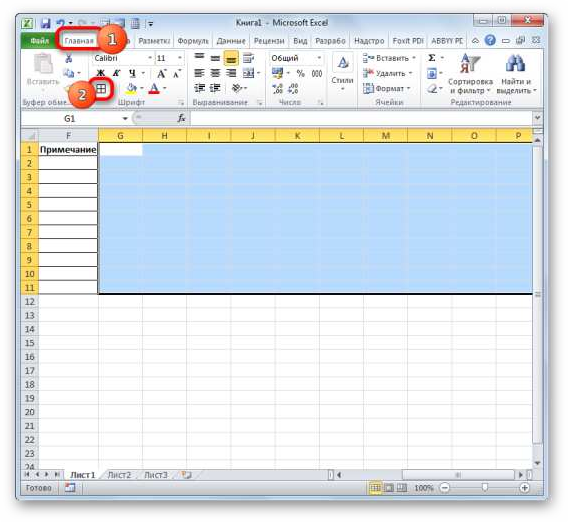 Книга1 - Microsoft Excel
Файл Главная 1 Разметка Формуль Данные Рецензи Вид Разрабо Надстро Foxit PDI ABBYY PC
Вставить Calibri 11 Общий Стили Вставить Σ Сортировка и фильтр Найти и выделить
Ж К Ч % 000 Удалить
2 A Формат
Буфер обме... Шрифт Выравнивание Число Ячейки Редактирование
G1 fx
F G H I J K L M N O P
1 Примечание
2
3
4
5
6
7
8
9
10
11
12
13
14
15
16
17
18
19
20
21
22
23
24
Лист1 Лист2 Лист3
Готово 100%